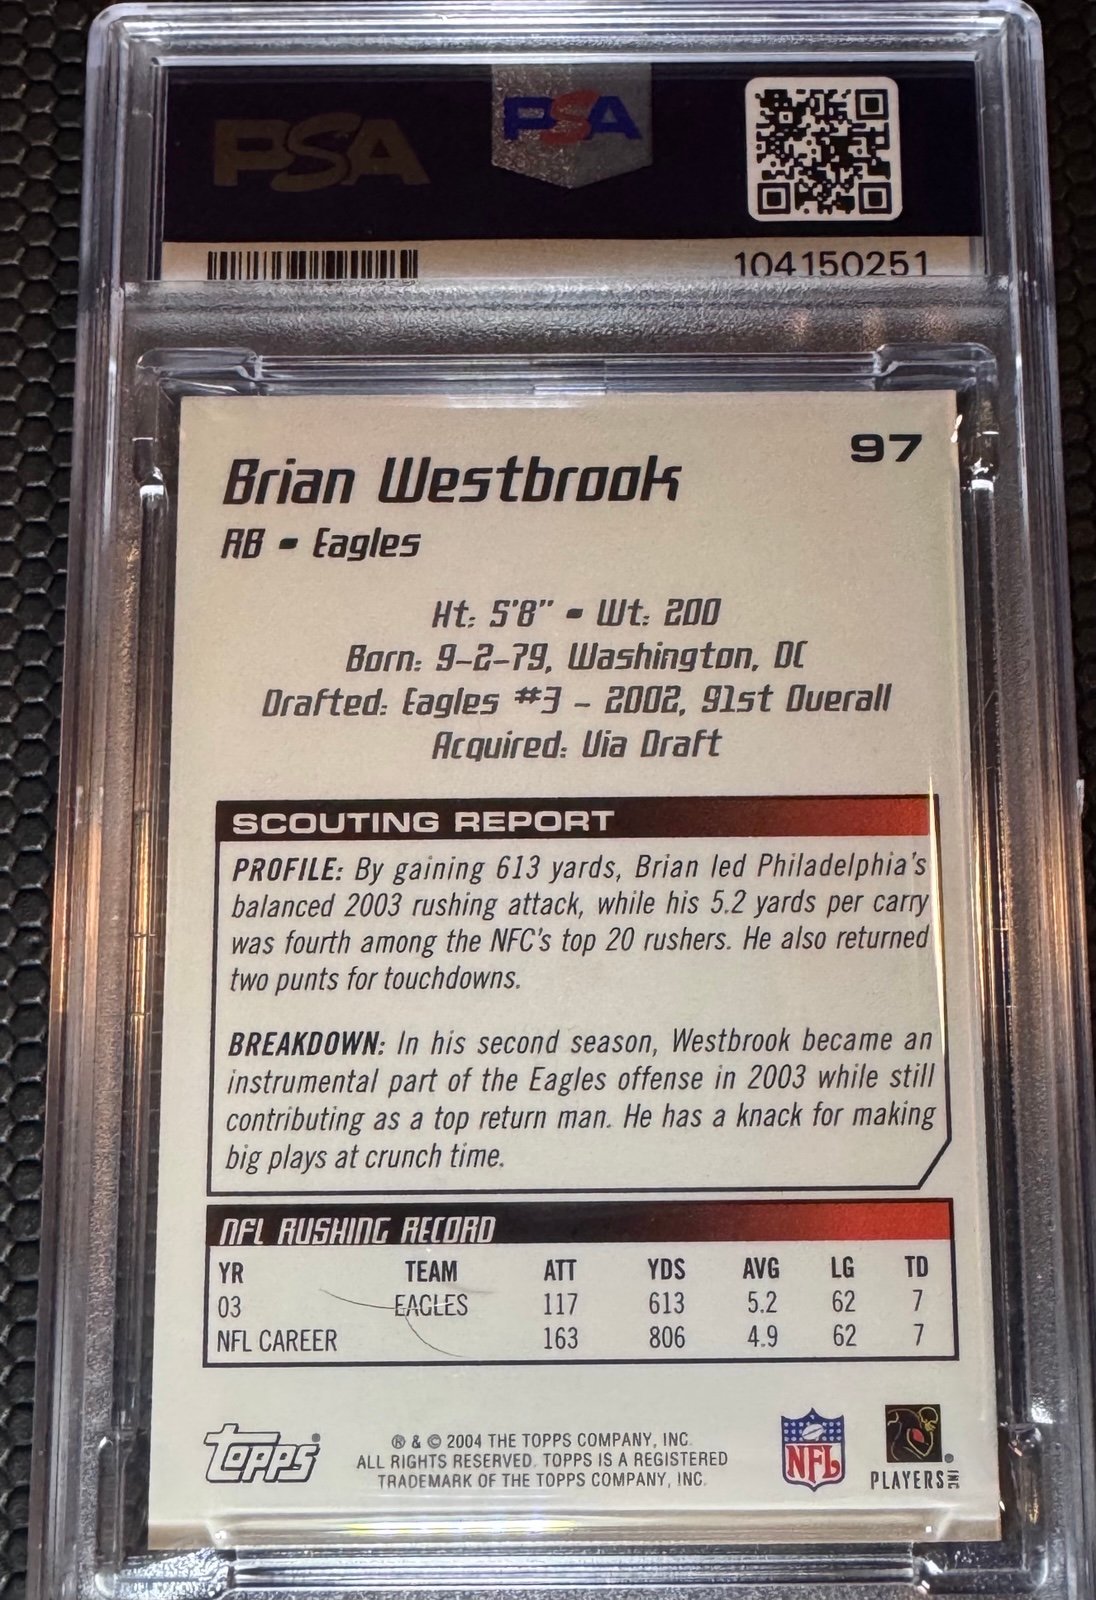 PSA
PSA
104150251
97
Brian Westbrook
RB - Eagles
Ht: 5'8" - Wt: 200
Born: 9-2-79, Washington, DC
Drafted: Eagles #3 - 2002, 91st Overall
Acquired: Via Draft
SCOUTING REPORT
PROFILE: By gaining 613 yards, Brian led Philadelphia's
balanced 2003 rushing attack, while his 5.2 yards per carry
was fourth among the NFC's top 20 rushers. He also returned
two punts for touchdowns.
BREAKDOWN: In his second season, Westbrook became an
instrumental part of the Eagles offense in 2003 while still
contributing as a top return man. He has a knack for making
big plays at crunch time.
NFL RUSHING RECORD
YR TEAM ATT YDS AVG LG TD
03 EAGLES 117 613 5.2 62 7
NFL CAREER 163 806 4.9 62 7
Topps®
® & © 2004 THE TOPPS COMPANY, INC.
ALL RIGHTS RESERVED. TOPPS IS A REGISTERED
TRADEMARK OF THE TOPPS COMPANY, INC.
NFL
PLAYERS INC